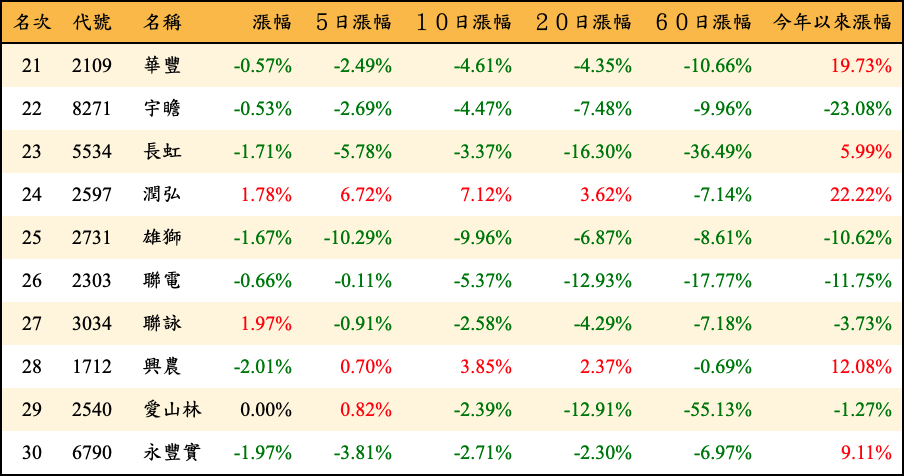 名次 代號 名稱 漲幅 5日漲幅 10日漲幅 20日漲幅 60日漲幅 今年以來漲幅
21 2109 華豐 -0.57% -2.49% -4.61% -4.35% -10.66% 19.73%
22 8271 宇瞻 -0.53% -2.69% -4.47% -7.48% -9.96% -23.08%
23 5534 長虹 -1.71% -5.78% -3.37% -16.30% -36.49% 5.99%
24 2597 潤弘 1.78% 6.72% 7.12% 3.62% -7.14% 22.22%
25 2731 雄獅 -1.67% -10.29% -9.96% -6.87% -8.61% -10.62%
26 2303 聯電 -0.66% -0.11% -5.37% -12.93% -17.77% -11.75%
27 3034 聯詠 1.97% -0.91% -2.58% -4.29% -7.18% -3.73%
28 1712 興農 -2.01% 0.70% 3.85% 2.37% -0.69% 12.08%
29 2540 愛山林 0.00% 0.82% -2.39% -12.91% -55.13% -1.27%
30 6790 永豐實 -1.97% -3.81% -2.71% -2.30% -6.97% 9.11%